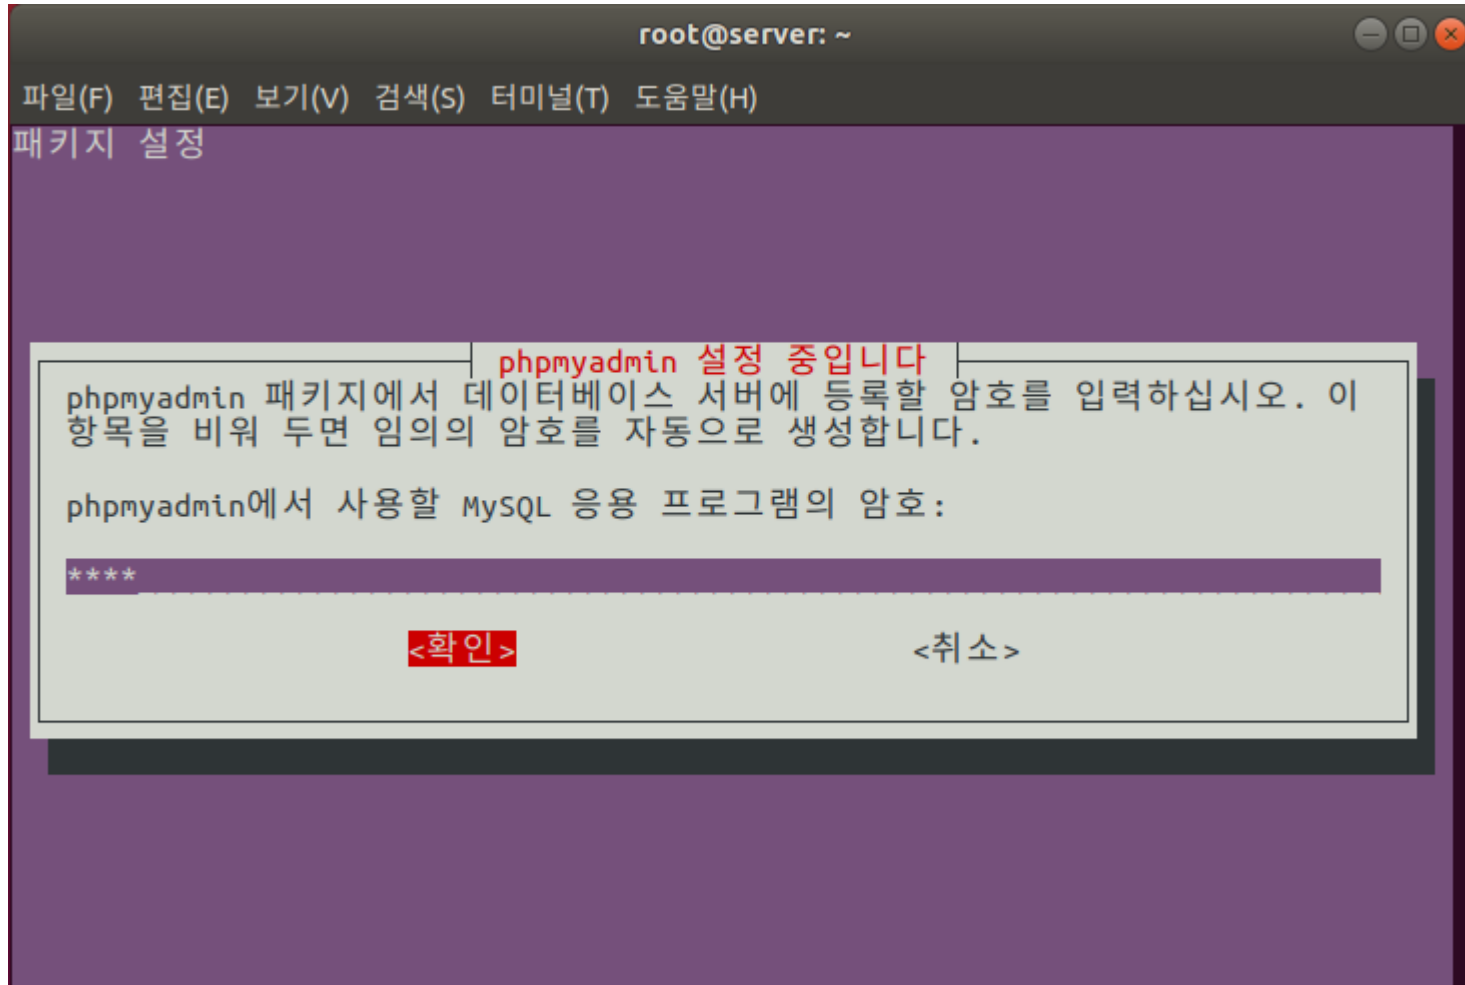 root@server: ~
파일(F) 편집(E) 보기(V) 검색(S) 터미널(T) 도움말(H)
패키지 설정
phpmyadmin 설정 중입니다
phpmyadmin 패키지에서 데이터베이스 서버에 등록할 암호를 입력하십시오. 이
항목을 비워 두면 임의의 암호를 자동으로 생성합니다.
phpmyadmin에서 사용할 MySQL 응용 프로그램의 암호:
****
<확인> <취소>